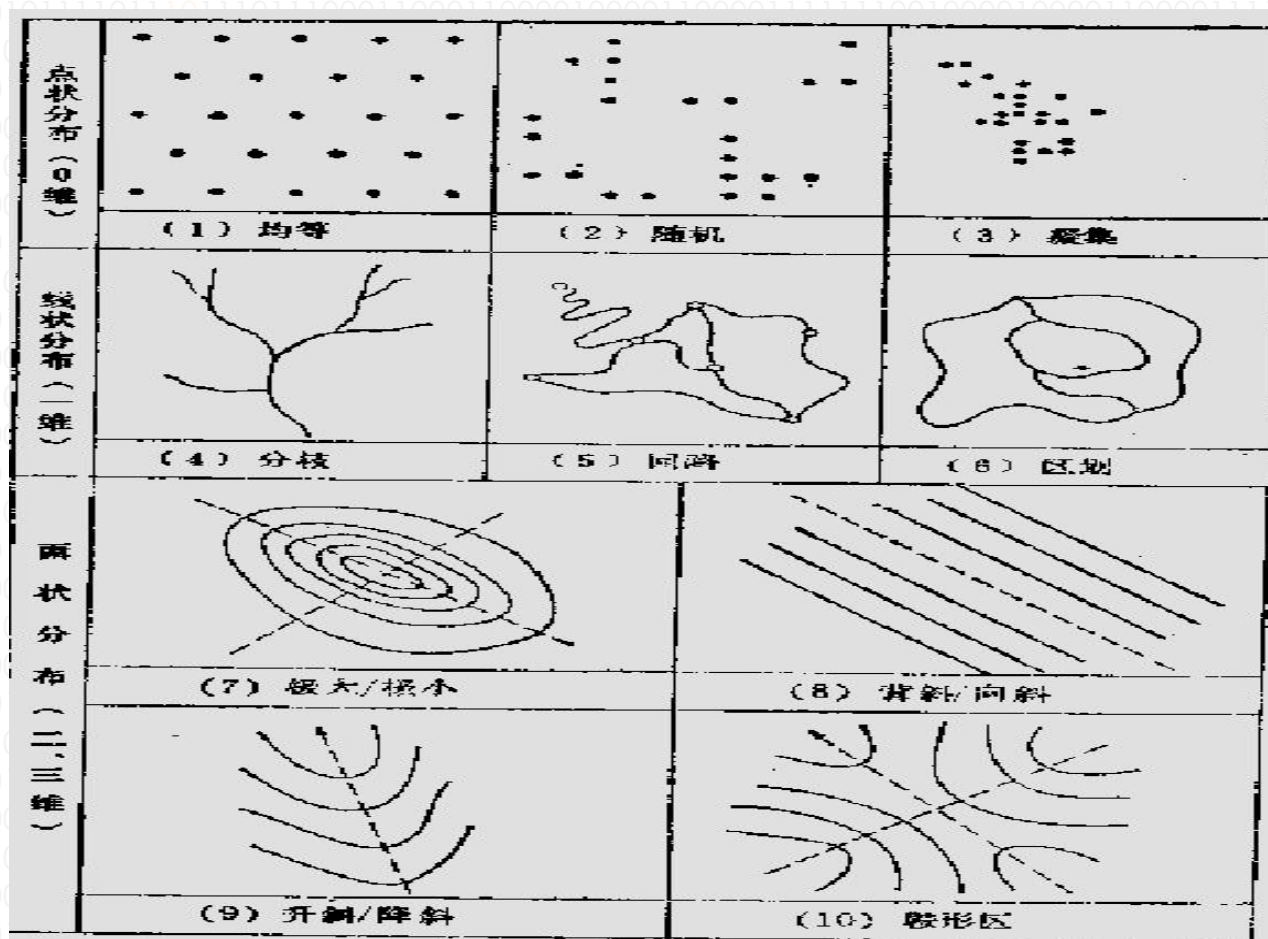 点状分布（0维）
(1) 均等
(2) 随机
(3) 凝集
线状分布（一维）
(4) 分枝
(5) 回路
(6) 区划
面状分布（二、三维）
(7) 极大/极小
(8) 背斜/向斜
(9) 升斜/降斜
(10) 鞍形区